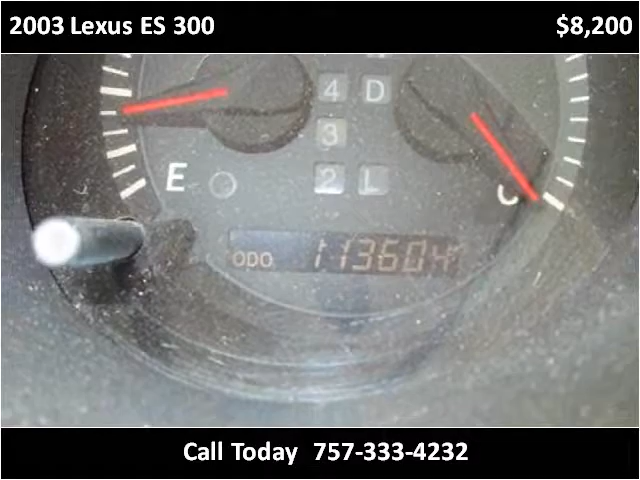 2003 Lexus ES 300 $8,200
4 D
3
E 2 L C
ODO 113604
Call Today 757-333-4232